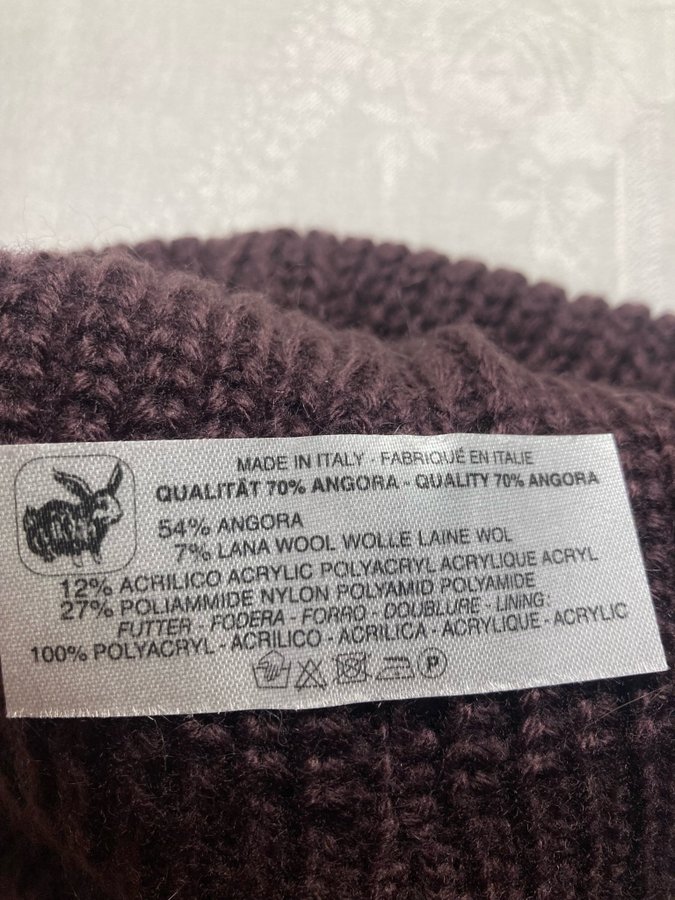 MADE IN ITALY - FABRIQUÉ EN ITALIE
QUALITÄT 70% ANGORA - QUALITY 70% ANGORA
54% ANGORA
7% LANA WOOL WOLLE LAINE WOL
12% ACRILICO ACRYLIC POLYACRYL ACRYLIQUE ACRYL
27% POLIAMMIDE NYLON POLYAMID POLYAMIDE
FUTTER - FODERA - FORRO - DOUBLURE - LINING:
100% POLYACRYL - ACRILICO - ACRILICA - ACRYLIQUE - ACRYLIC
P